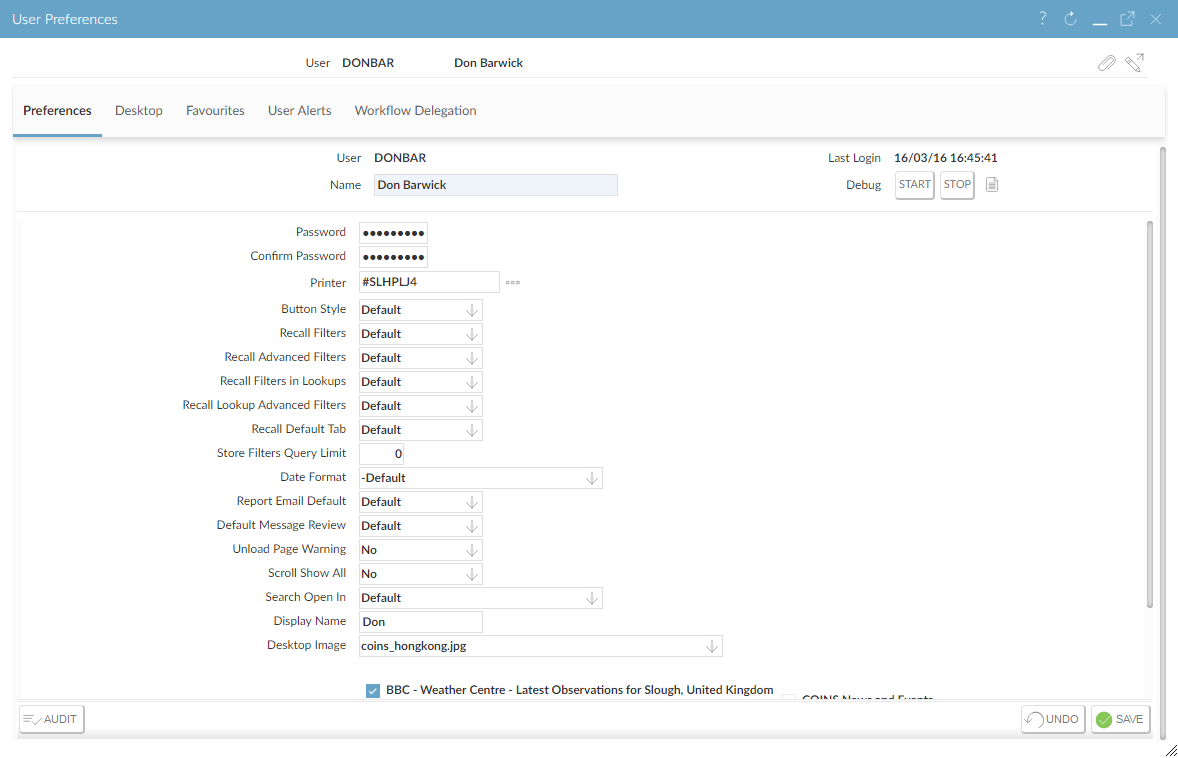 User Preferences ?
User DONBAR Don Barwick
Preferences Desktop Favourites User Alerts Workflow Delegation
User DONBAR Last Login 16/03/16 16:45:41
Name Don Barwick Debug START STOP
Password •••••••••
Confirm Password •••••••••
Printer #SLHPLJ4
Button Style Default
Recall Filters Default
Recall Advanced Filters Default
Recall Filters in Lookups Default
Recall Lookup Advanced Filters Default
Recall Default Tab Default
Store Filters Query Limit 0
Date Format -Default
Report Email Default Default
Default Message Review Default
Unload Page Warning No
Scroll Show All No
Search Open In Default
Display Name Don
Desktop Image coins_hongkong.jpg
BBC - Weather Centre - Latest Observations for Slough, United Kingdom COINS News and Events
AUDIT UNDO SAVE